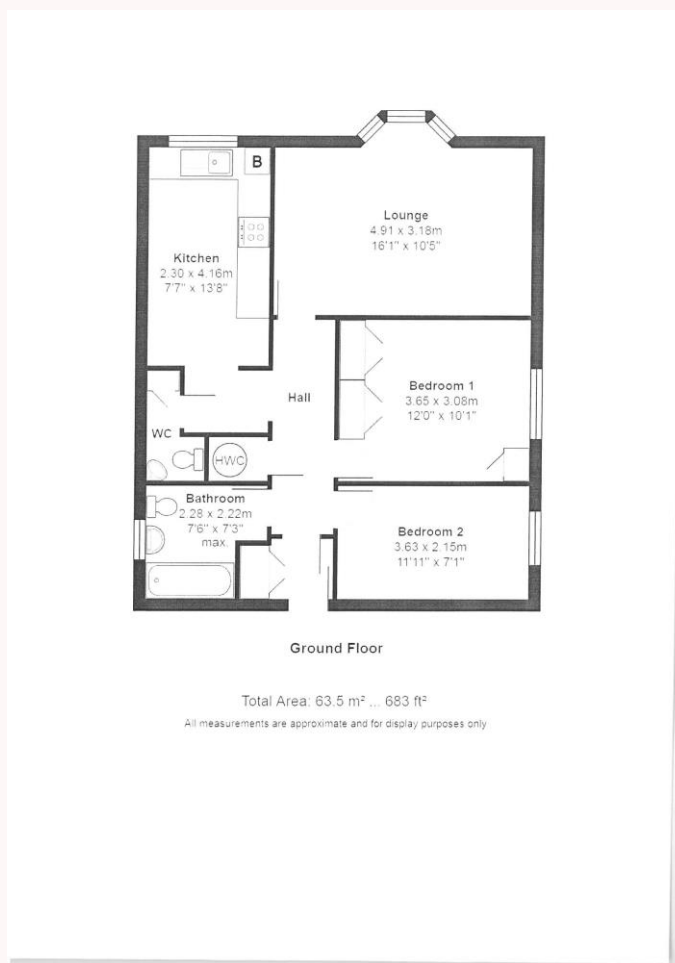 B
Lounge
4.91 x 3.18m
16'1" x 10'5"
Kitchen
2.30 x 4.16m
7'7" x 13'8"
Hall
Bedroom 1
3.65 x 3.08m
12'0" x 10'1"
WC
HWC
Bathroom
2.28 x 2.22m
7'6" x 7'3"
max.
Bedroom 2
3.63 x 2.15m
11'11" x 7'1"
Ground Floor
Total Area: 63.5 m² ... 683 ft²
All measurements are approximate and for display purposes only